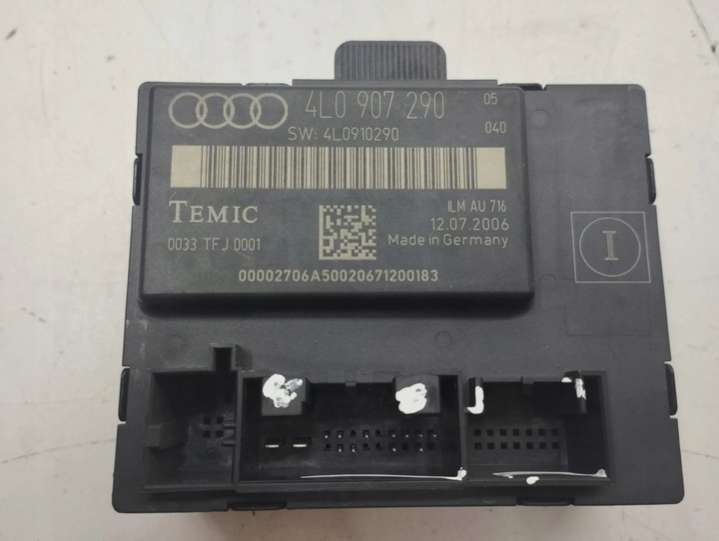 4L0 907 290 05
SW: 4L0910290 040
TEMIC
ILM AU 716
12.07.2006
0033 TFJ 0001 Made in Germany
00002706A50020671200183
I